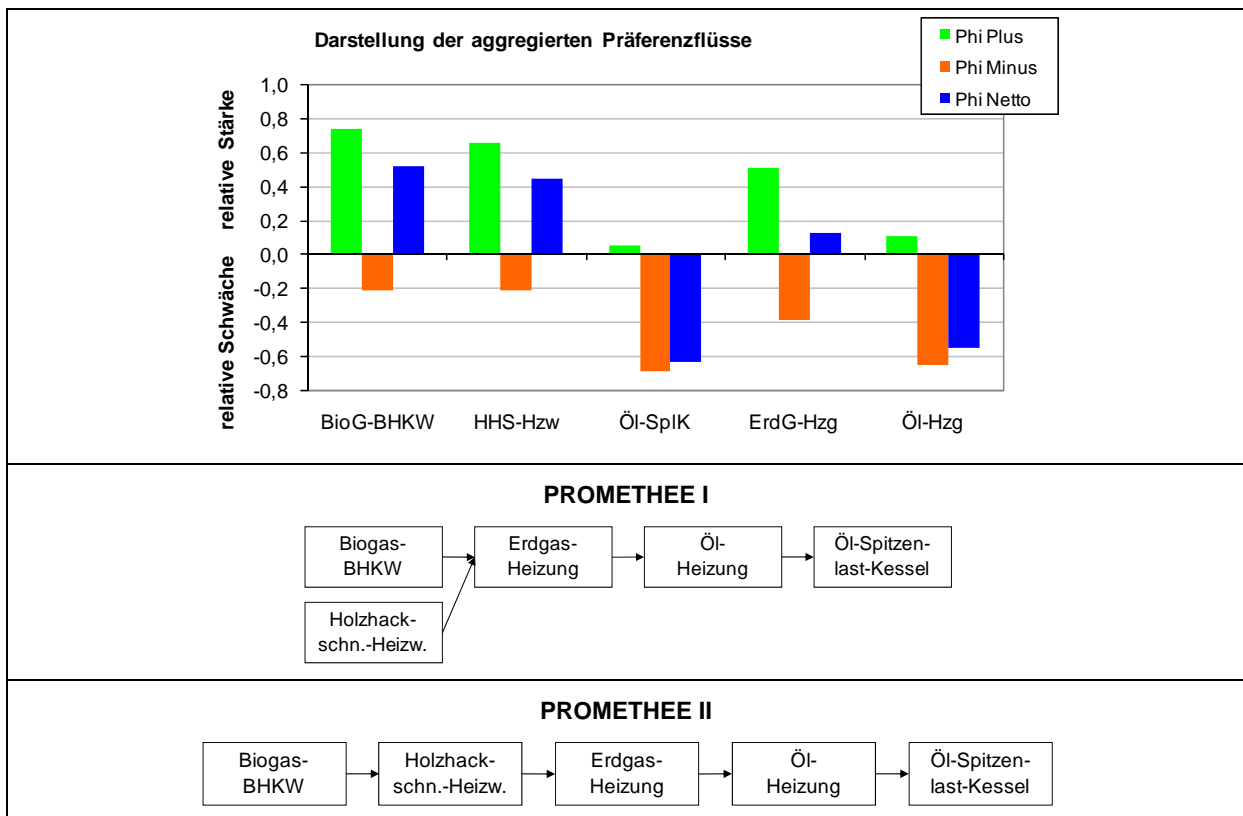 Darstellung der aggregierten Präferenzflüsse
Phi Plus
Phi Minus
Phi Netto
relative Schwäche relative Stärke
1,0
0,8
0,6
0,4
0,2
0,0
-0,2
-0,4
-0,6
-0,8
BioG-BHKW HHS-Hzw Öl-SplK ErdG-Hzg Öl-Hzg
PROMETHEE I
Biogas-
BHKW
Erdgas-
Heizung
Öl-
Heizung
Öl-Spitzen-
last-Kessel
Holzhack-
schn.-Heizw.
PROMETHEE II
Biogas-
BHKW
Holzhack-
schn.-Heizw.
Erdgas-
Heizung
Öl-
Heizung
Öl-Spitzen-
last-Kessel